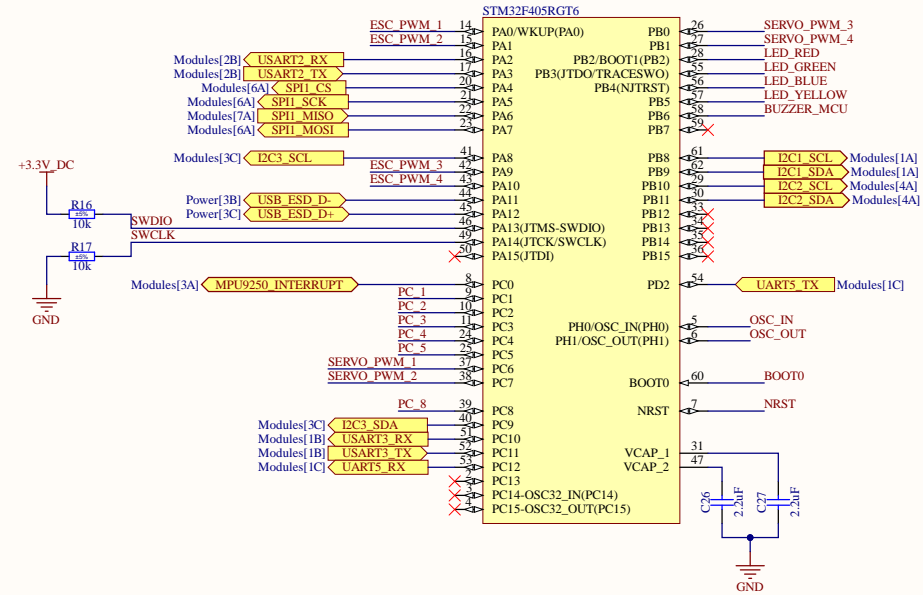 STM32F405RGT6
ESC_PWM_1 14 PA0/WKUP(PA0) PB0 26 SERVO_PWM_3
ESC_PWM_2 15 PA1 PB1 27 SERVO_PWM_4
Modules[2B] USART2_RX 16 PA2 PB2/BOOT1(PB2) 28 LED_RED
Modules[2B] USART2_TX 17 PA3 PB3(JTDO/TRACESWO) 55 LED_GREEN
Modules[6A] SPI1_CS 20 PA4 PB4(NJTRST) 56 LED_BLUE
Modules[6A] SPI1_SCK 21 PA5 PB5 57 LED_YELLOW
Modules[7A] SPI1_MISO 22 PA6 PB6 58 BUZZER_MCU
Modules[6A] SPI1_MOSI 23 PA7 PB7 59
Modules[3C] I2C3_SCL 41 PA8 PB8 61 I2C1_SCL Modules[1A]
ESC_PWM_3 42 PA9 PB9 62 I2C1_SDA Modules[1A]
ESC_PWM_4 43 PA10 PB10 29 I2C2_SCL Modules[4A]
Power[3B] USB_ESD_D- 44 PA11 PB11 30 I2C2_SDA Modules[4A]
Power[3C] USB_ESD_D+ 45 PA12 PB12 33
SWDIO 46 PA13(JTMS-SWDIO) PB13 34
SWCLK 49 PA14(JTCK/SWCLK) PB14 35
50 PA15(JTDI) PB15 36
+3.3V_DC
R16
±5%
10k
R17
±5%
10k
GND
Modules[3A] MPU9250_INTERRUPT 8 PC0 PD2 54 UART5_TX Modules[1C]
PC_1 9 PC1
PC_2 10 PC2
PC_3 11 PC3 PH0/OSC_IN(PH0) 5 OSC_IN
PC_4 24 PC4 PH1/OSC_OUT(PH1) 6 OSC_OUT
PC_5 25 PC5
SERVO_PWM_1 37 PC6
SERVO_PWM_2 38 PC7 BOOT0 60 BOOT0
PC_8 39 PC8 NRST 7 NRST
Modules[3C] I2C3_SDA 40 PC9
Modules[1B] USART3_RX 51 PC10
Modules[1B] USART3_TX 52 PC11 VCAP_1 31
Modules[1C] UART5_RX 53 PC12 VCAP_2 47
2 PC13
3 PC14-OSC32_IN(PC14)
4 PC15-OSC32_OUT(PC15)
C26
2.2uF
C27
2.2uF
GND